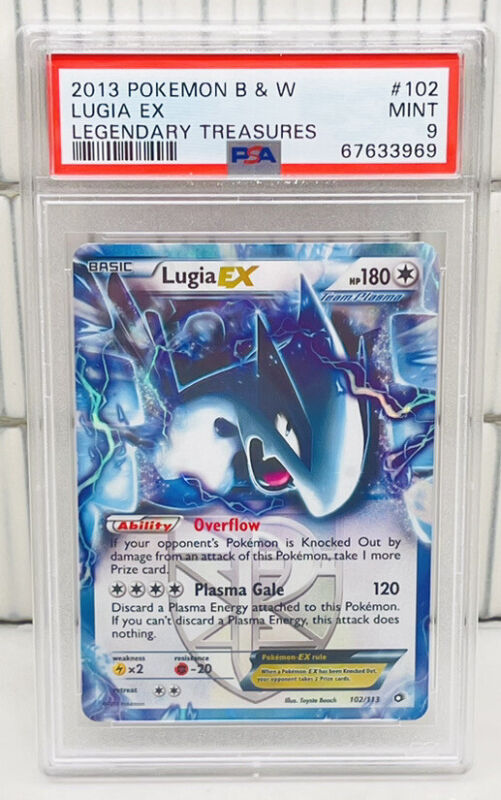 2013 POKEMON B & W #102
LUGIA EX MINT
LEGENDARY TREASURES 9
PSA 67633969
BASIC LugiaEX HP180
Team Plasma
Ability Overflow
If your opponent's Pokémon is Knocked Out by
damage from an attack of this Pokémon, take 1 more
Prize card.
Plasma Gale 120
Discard a Plasma Energy attached to this Pokémon.
If you can't discard a Plasma Energy, this attack does
nothing.
weakness resistance
×2 -20
Pokémon-EX rule
When a Pokémon-EX has been Knocked Out,
your opponent takes 2 Prize cards.
retreat
Illus. Toyste Beach 102/113